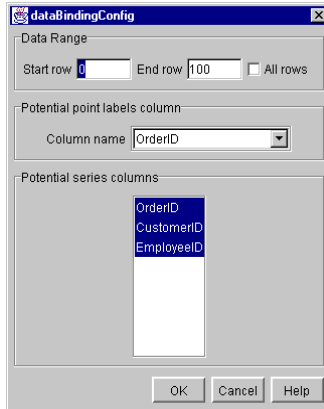 dataBindingConfig
Data Range
Start row 0 End row 100 All rows
Potential point labels column
Column name OrderID
Potential series columns
OrderID
CustomerID
EmployeeID
OK Cancel Help